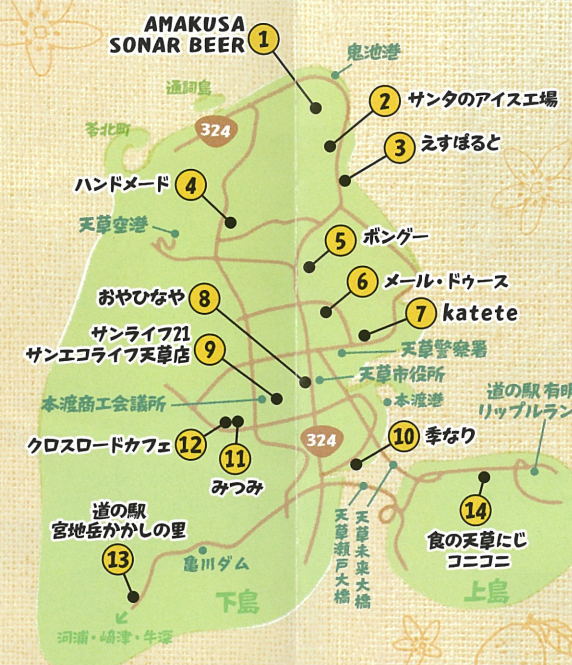 AMAKUSA
SONAR BEER
1
鬼池港
通詞島
2
サンタのアイス工場
苓北町
324
3
えすぽると
ハンドメード
4
天草空港
5
ボングー
6
メール・ドゥース
おやひなや
8
7
katete
サンライフ21
サンエコライフ天草店
9
天草警察署
天草市役所
本渡商工会議所
本渡港
道の駅 有明
リップルラン
クロスロードカフェ
12
11
みつみ
324
10
季なり
道の駅
宮地岳かかしの里
13
亀川ダム
天草瀬戸大橋
天草未来大橋
14
食の天草にじ
コニコニ
下島
上島
河浦・﨑津・牛深